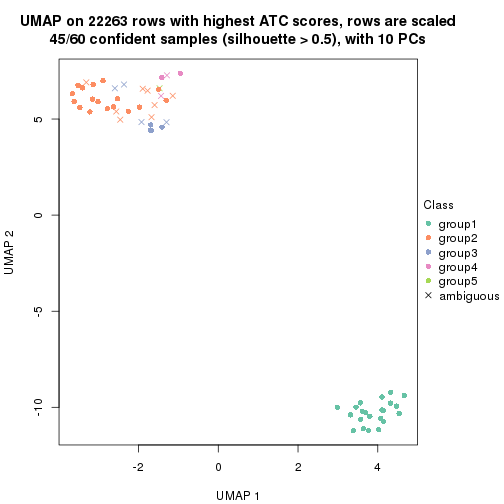 UMAP on 22263 rows with highest ATC scores, rows are scaled
45/60 confident samples (silhouette > 0.5), with 10 PCs
5
0
-5
-10
UMAP 2
-2
0
2
4
UMAP 1
Class
group1
group2
group3
group4
group5
ambiguous